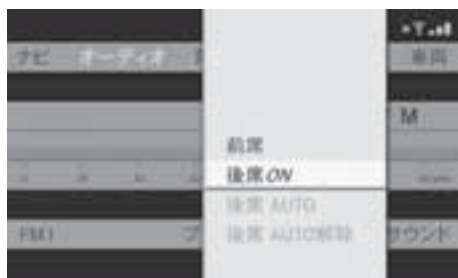 ナビ オーディオ 車両
M
前席
後席ON
後席 AUTO
後席 AUTO解除
FM1 サウンド